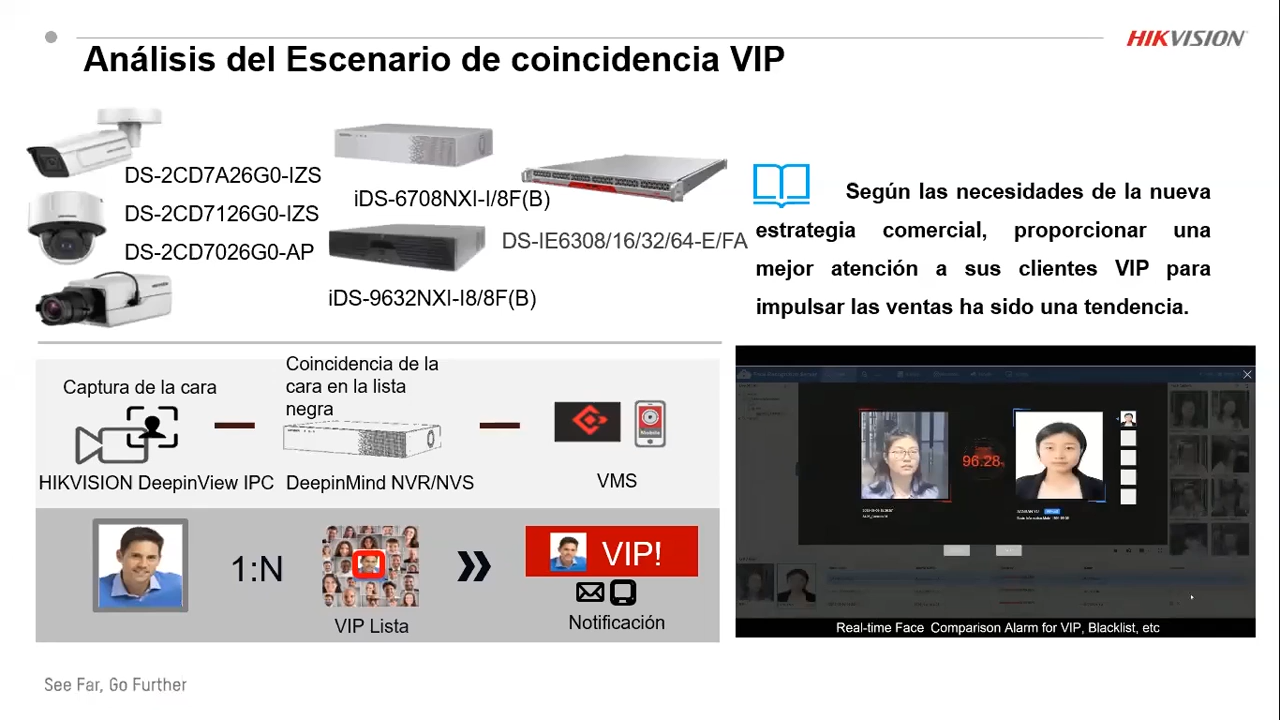 HIKVISION
Análisis del Escenario de coincidencia VIP
DS-2CD7A26G0-IZS
DS-2CD7126G0-IZS
DS-2CD7026G0-AP
iDS-6708NXI-I/8F(B)
iDS-9632NXI-I8/8F(B)
DS-IE6308/16/32/64-E/FA
Según las necesidades de la nueva
estrategia comercial, proporcionar una
mejor atención a sus clientes VIP para
impulsar las ventas ha sido una tendencia.
Captura de la cara
Coincidencia de la
cara en la lista
negra
HIKVISION DeepinView IPC
DeepinMind NVR/NVS
VMS
1:N
VIP Lista
VIP!
Notificación
96.28
Real-time Face Comparison Alarm for VIP, Blacklist, etc
See Far, Go Further